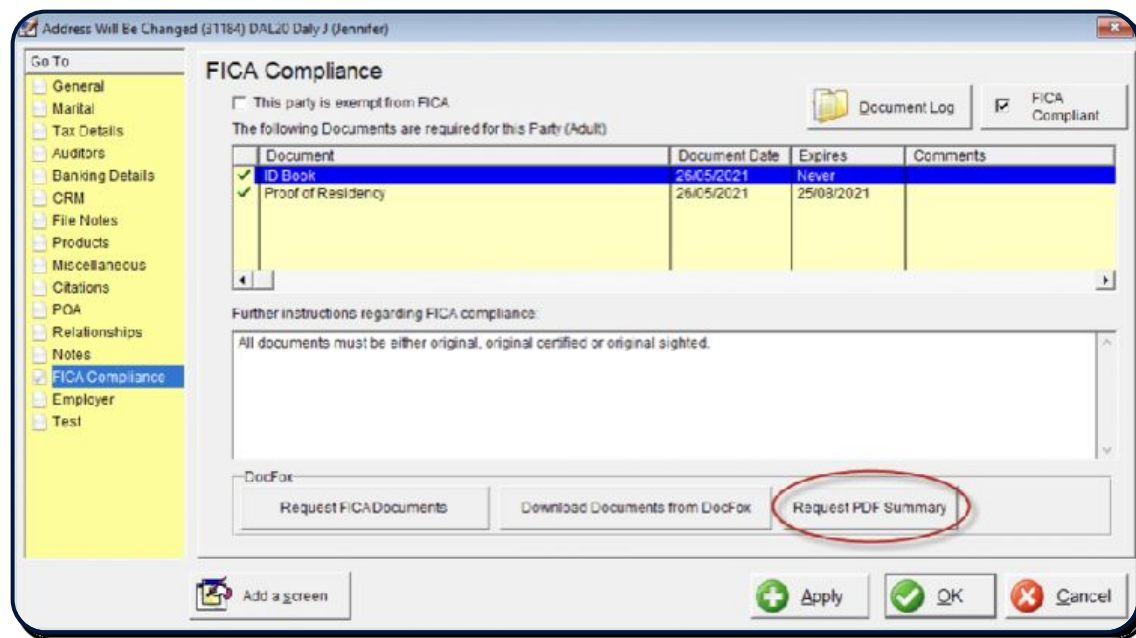 Address Will Be Changed (31184) DAL20 Daly J (Jennifer)
Go To
General
Marital
Tax Details
Auditors
Banking Details
CRM
File Notes
Products
Miscellaneous
Citations
POA
Relationships
Notes
FICA Compliance
Employer
Test
FICA Compliance
This party is exempt from FICA
Document Log
FICA
Compliant
The following Documents are required for this Party (Adult)
Document Document Date Expires Comments
ID Book 26/05/2021 Never
Proof of Residency 26/05/2021 25/08/2021
Further instructions regarding FICA compliance:
All documents must be either original, original certified or original sighted.
DocFox
Request FICA Documents Download Documents from DocFox Request PDF Summary
Add a screen Apply OK Cancel